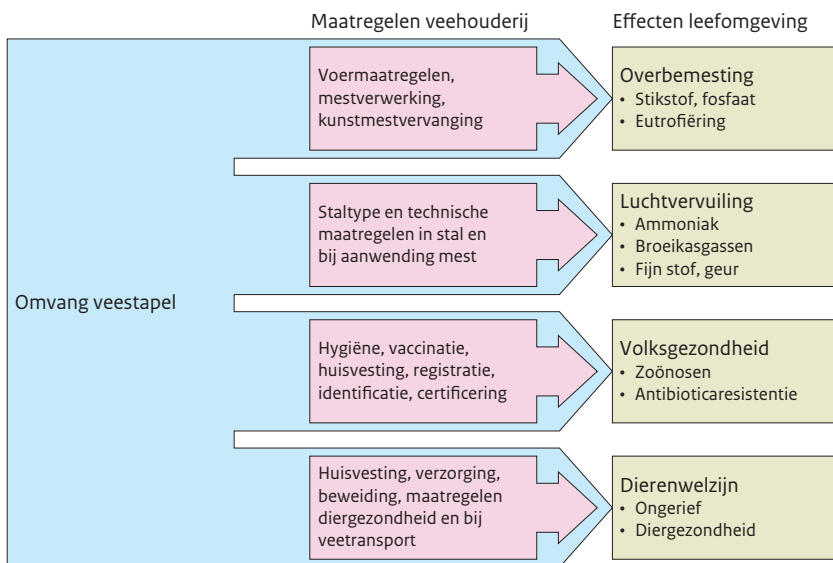 Maatregelen veehouderij
Effecten leefomgeving
Omvang veestapel
Voermaatregelen,
mestverwerking,
kunstmestvervanging
Overbemesting
• Stikstof, fosfaat
• Eutrofiëring
Staltype en technische
maatregelen in stal en
bij aanwending mest
Luchtvervuiling
• Ammoniak
• Broeikasgassen
• Fijn stof, geur
Hygiëne, vaccinatie,
huisvesting, registratie,
identificatie, certificering
Volksgezondheid
• Zoönosen
• Antibioticaresistentie
Huisvesting, verzorging,
beweiding, maatregelen
diergezondheid en bij
veetransport
Dierenwelzijn
• Ongerief
• Diergezondheid